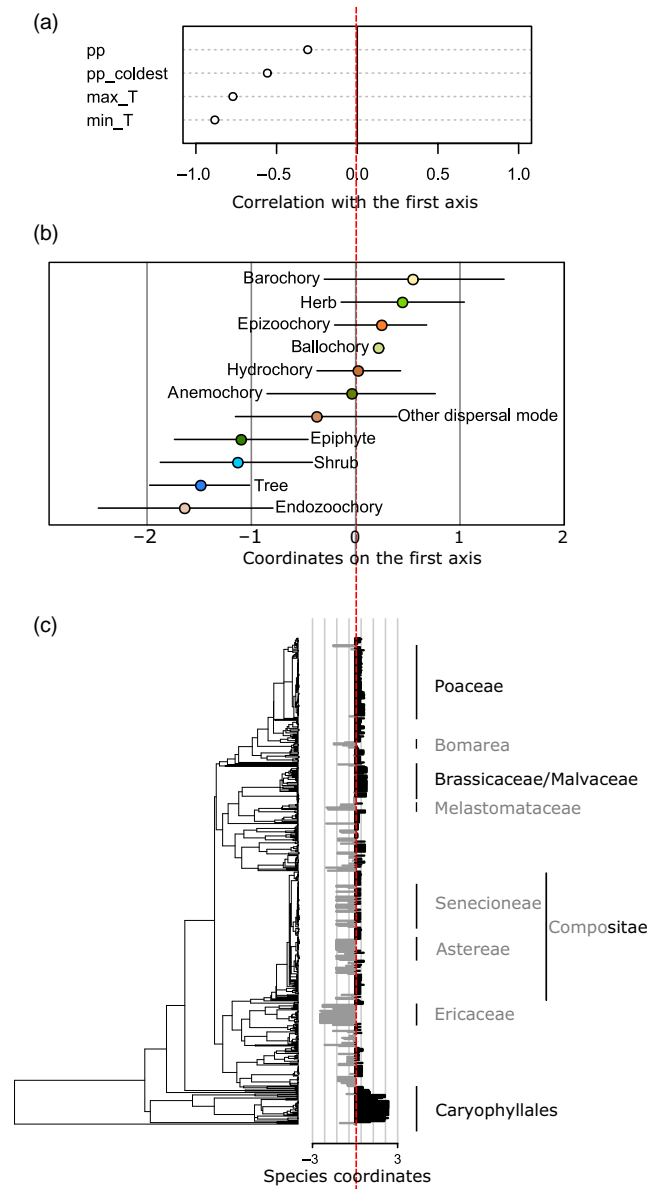 (a)
pp
pp_coldest
max_T
min_T
−1.0 −0.5 0.0 0.5 1.0
Correlation with the first axis
(b)
Barochory
Herb
Epizoochory
Ballochory
Hydrochory
Anemochory
Other dispersal mode
Epiphyte
Shrub
Tree
Endozoochory
−2 −1 0 1 2
Coordinates on the first axis
(c)
Poaceae
Bomarea
Brassicaceae/Malvaceae
Melastomataceae
Senecioneae
Compositae
Astereae
Ericaceae
Caryophyllales
−3 3
Species coordinates